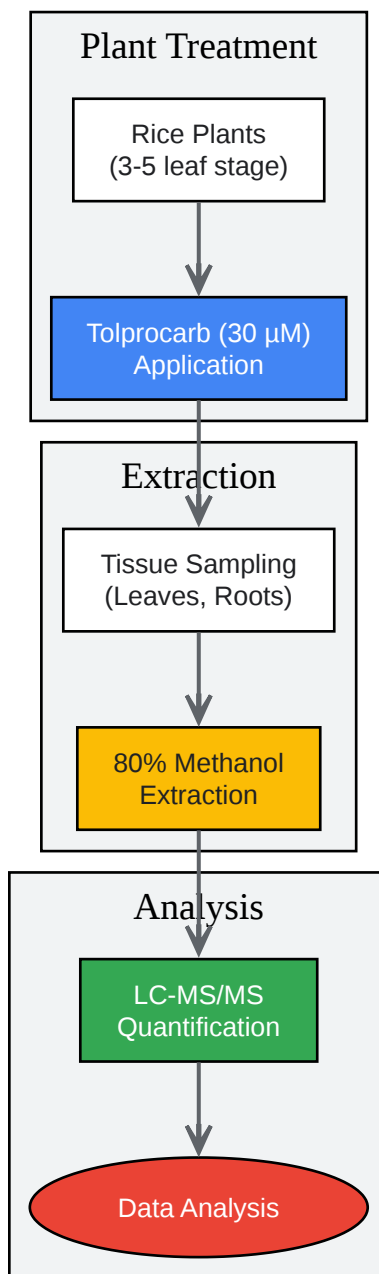 Plant Treatment
Rice Plants
(3-5 leaf stage)
Tolprocarb (30 µM)
Application
Extraction
Tissue Sampling
(Leaves, Roots)
80% Methanol
Extraction
Analysis
LC-MS/MS
Quantification
Data Analysis